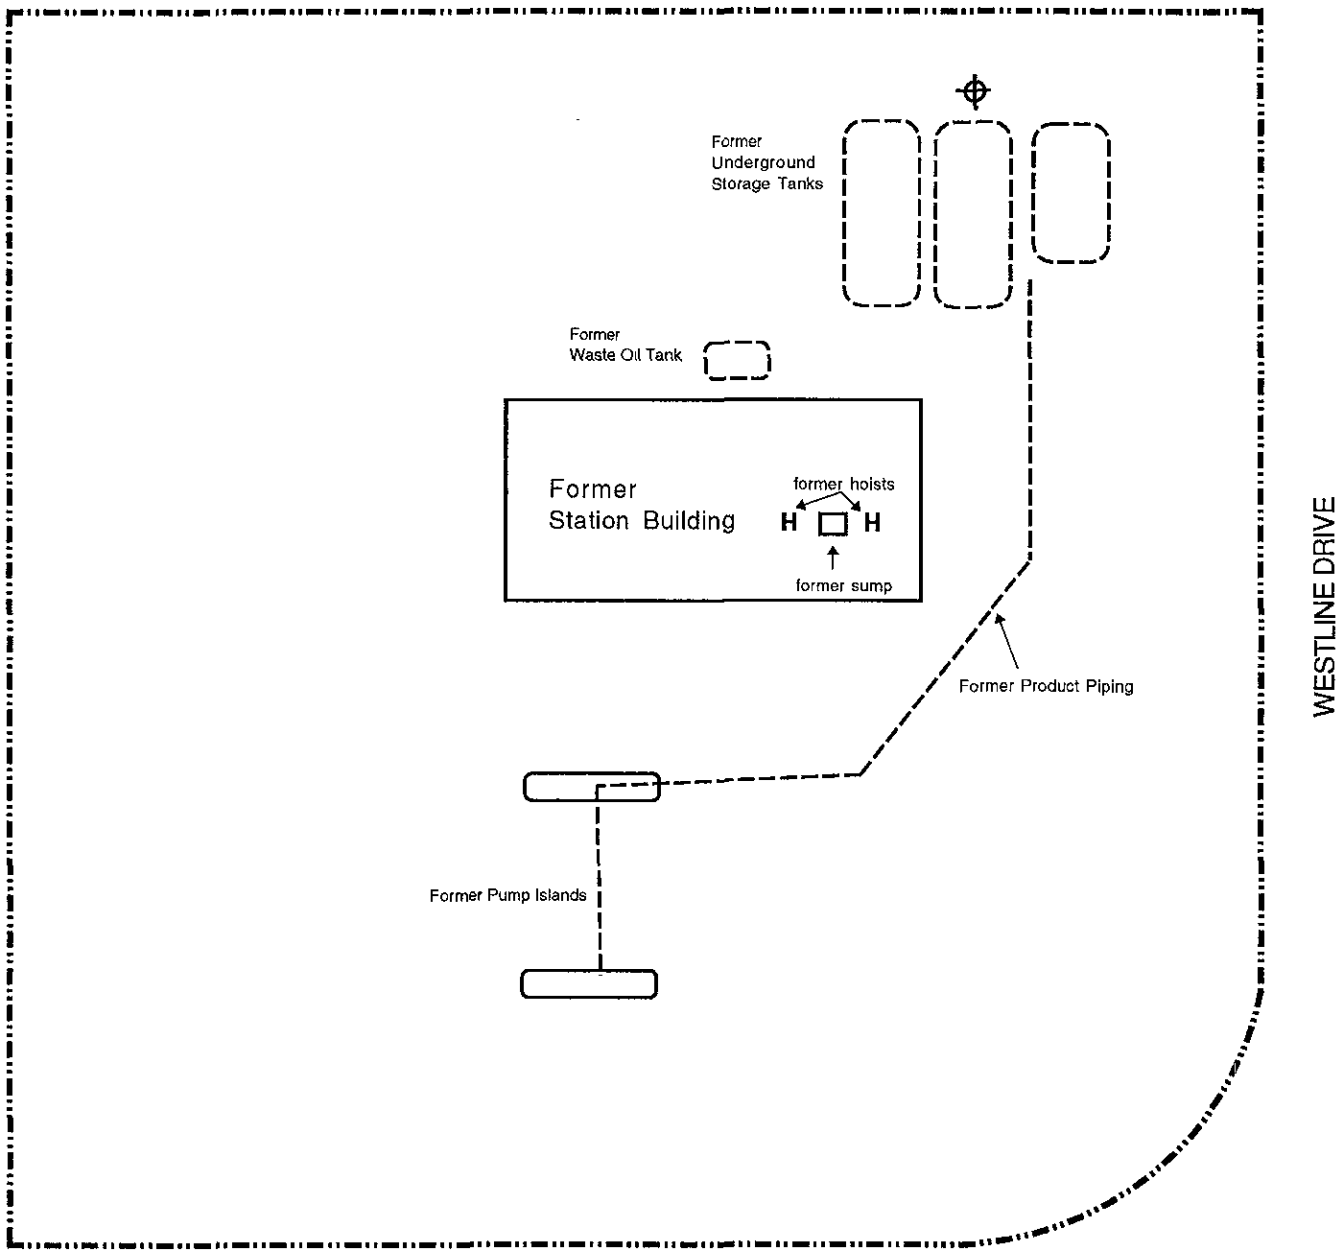 Former
Underground
Storage Tanks
Former
Waste Oil Tank
former hoists
Former
Station Building
H
H
former sump
WESTLINE DRIVE
Former Product Piping
Former Pump Islands